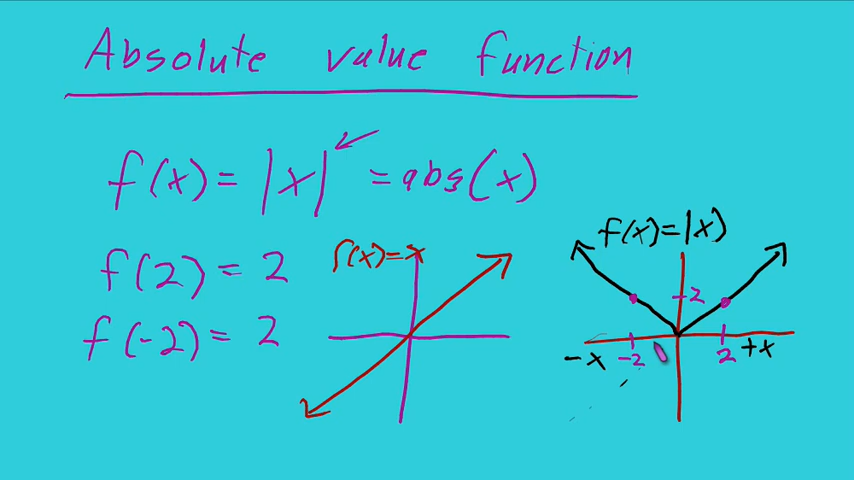 Absolute value function
f(x) = |x| = abs(x)
f(2) = 2
f(-2) = 2
f(x)=x
f(x)=|x)
2
-x
-2
2
+x